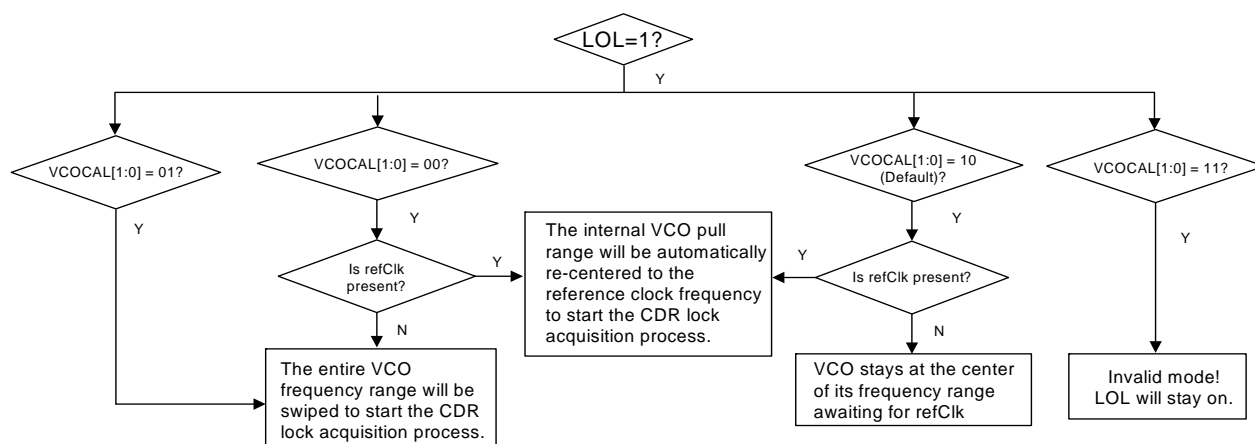 LOL=1?
Y
VCOCAL[1:0] = 01?
VCOCAL[1:0] = 00?
VCOCAL[1:0] = 10
(Default)?
VCOCAL[1:0] = 11?
Y
Y
Y
Y
Is refClk
present?
Y
The internal VCO pull
range will be automatically
re-centered to the
reference clock frequency
to start the CDR lock
acquisition process.
Y
Is refClk present?
N
N
The entire VCO
frequency range will be
swiped to start the CDR
lock acquisition process.
VCO stays at the center
of its frequency range
awaiting for refClk
Invalid mode!
LOL will stay on.